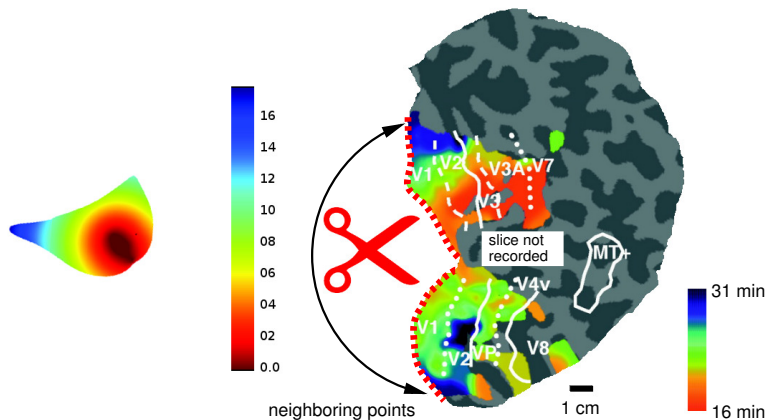 16
14
12
10
08
06
04
02
0.0
V1
V2
V3A
V7
V3
slice not
recorded
MT+
V4v
V1
V2
VP
V8
31 min
16 min
1 cm
neighboring points